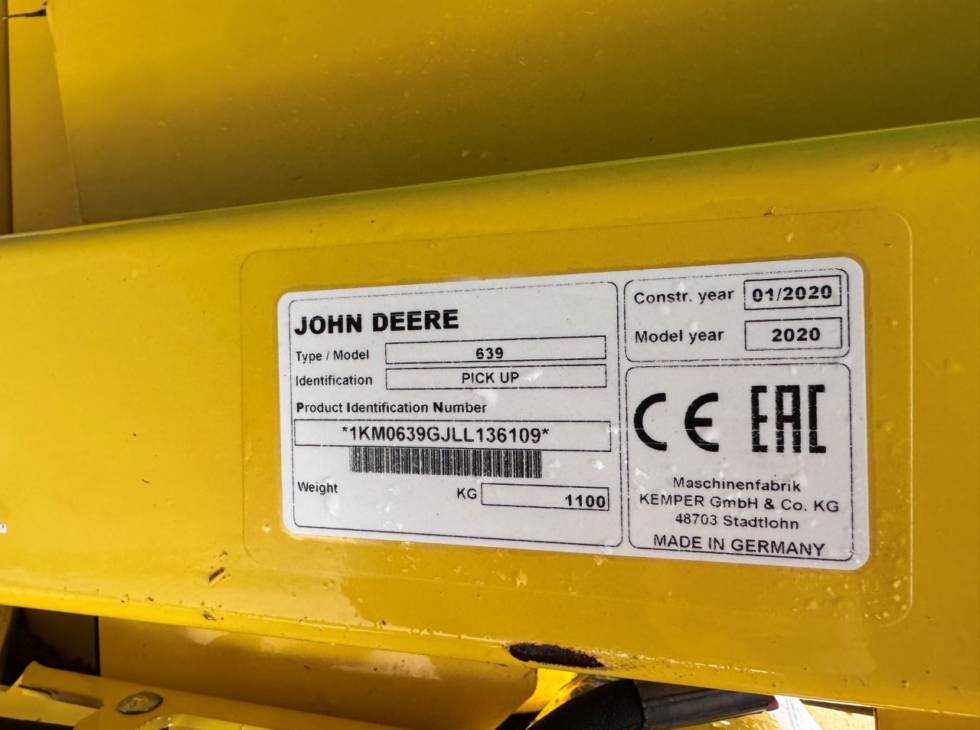 JOHN DEERE
Type / Model 639
Identification PICK UP
Product Identification Number
*1KM0639GJLL136109*
Weight KG 1100
Constr. year 01/2020
Model year 2020
CE EAC
Maschinenfabrik
KEMPER GmbH & Co. KG
48703 Stadtlohn
MADE IN GERMANY